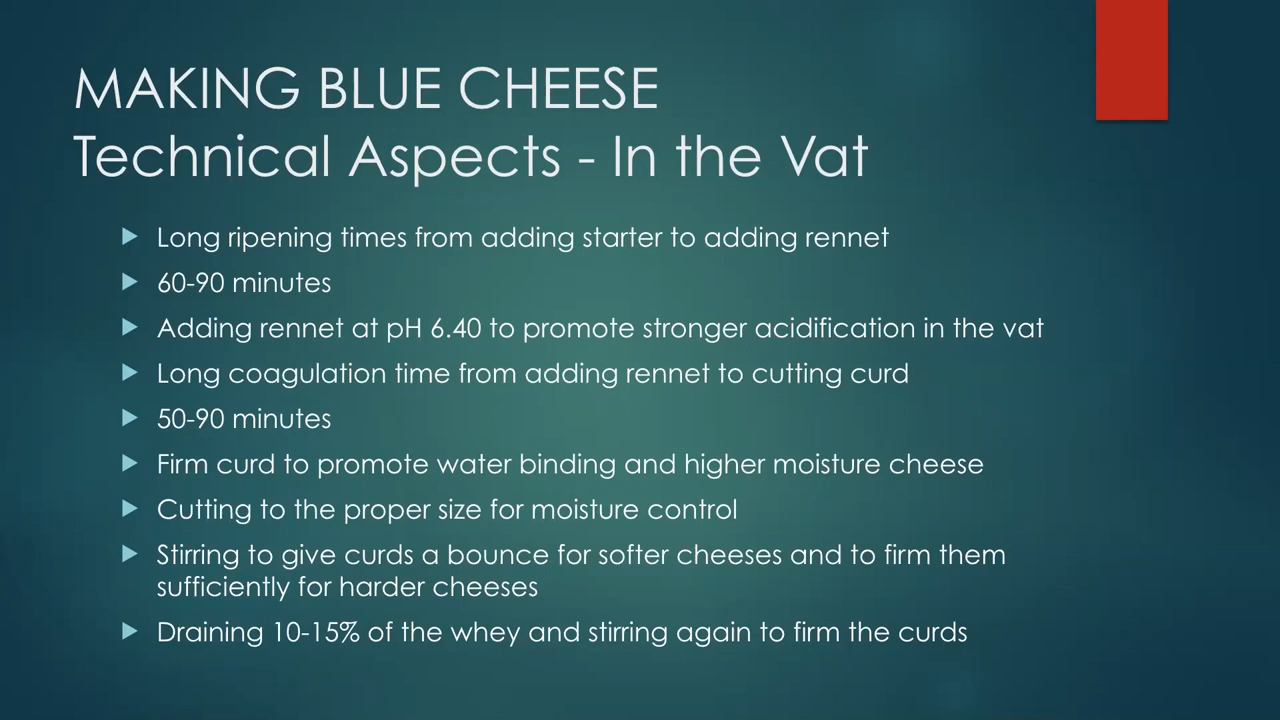 MAKING BLUE CHEESE
Technical Aspects - In the Vat
Long ripening times from adding starter to adding rennet
60-90 minutes
Adding rennet at pH 6.40 to promote stronger acidification in the vat
Long coagulation time from adding rennet to cutting curd
50-90 minutes
Firm curd to promote water binding and higher moisture cheese
Cutting to the proper size for moisture control
Stirring to give curds a bounce for softer cheeses and to firm them
sufficiently for harder cheeses
Draining 10-15% of the whey and stirring again to firm the curds